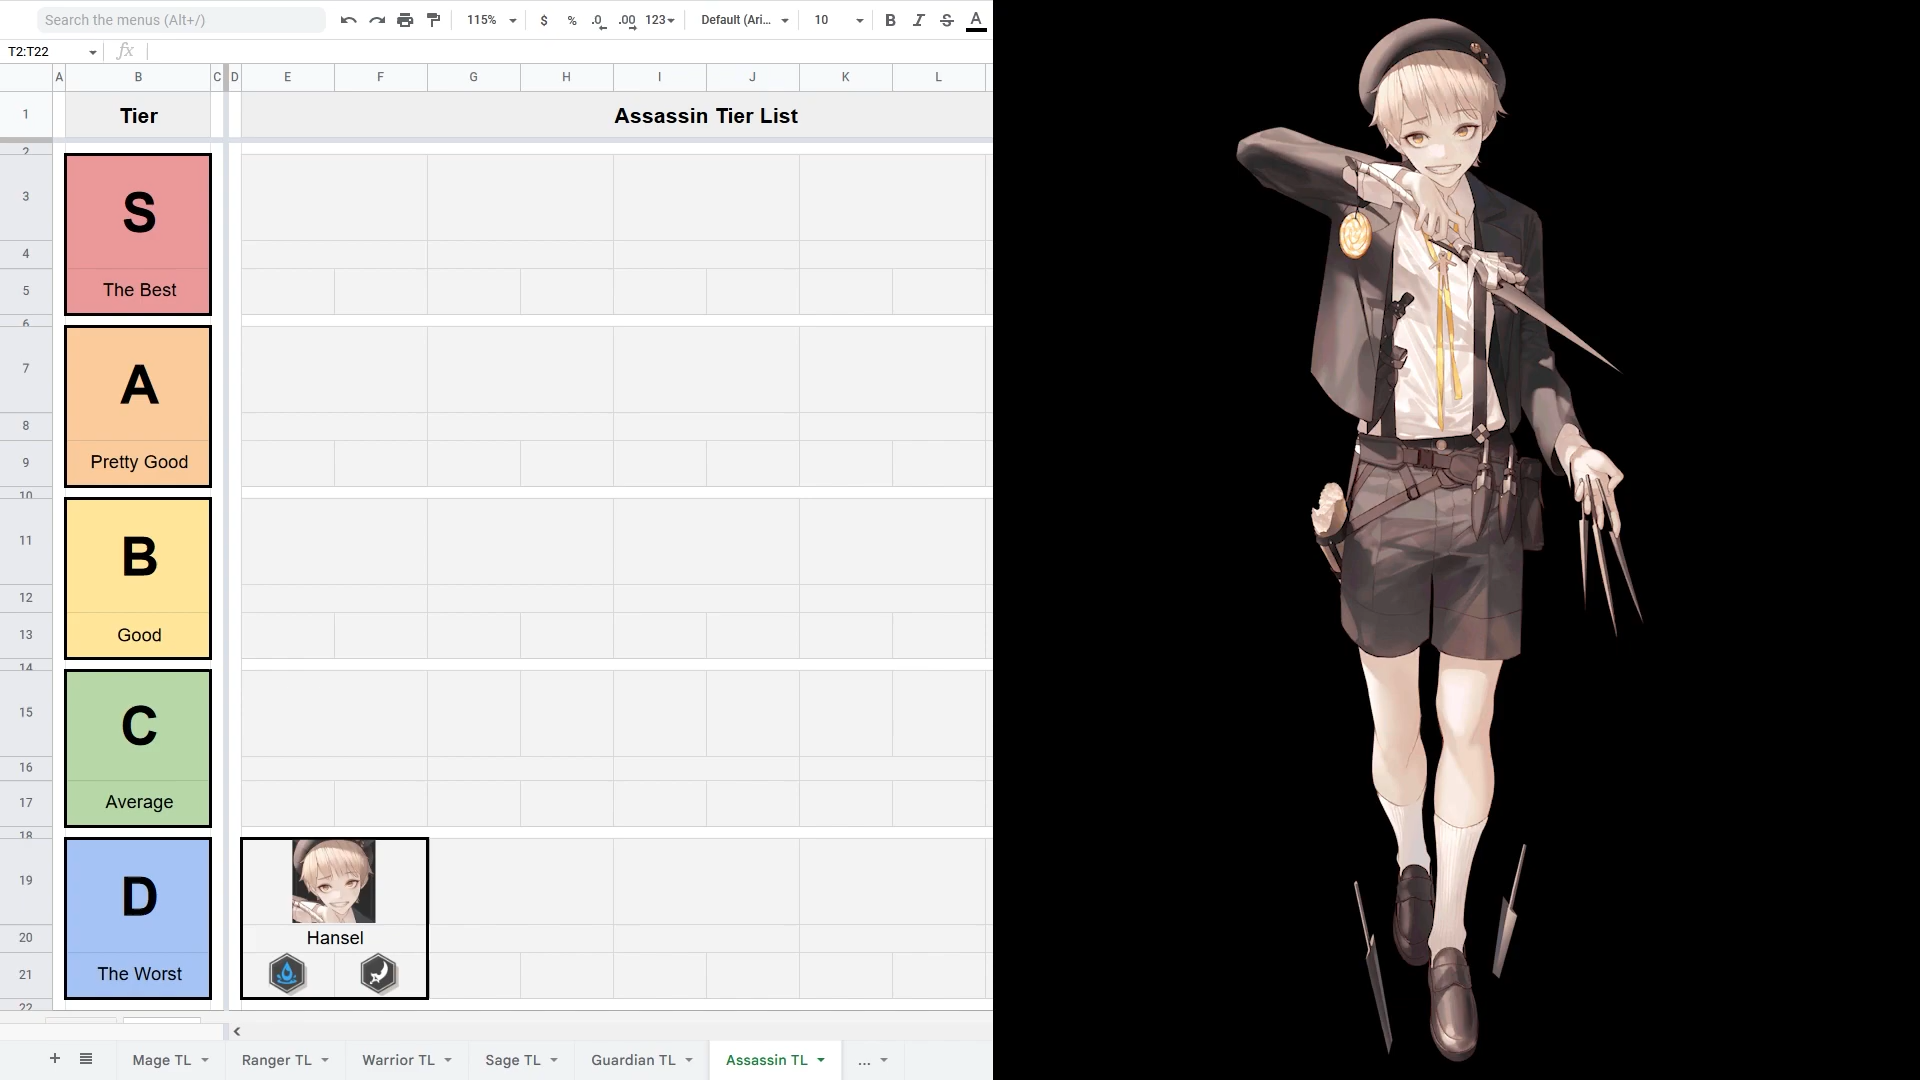 Search the menus (Alt+/)
115%
$
%
.0
.00
123
Default (Ari...
10
B
I
S
A
T2:T22
fx
A B C D E F G H I J K L
1
Tier
Assassin Tier List
2
3
S
4
5
The Best
6
7
A
8
9
Pretty Good
10
11
B
12
13
Good
14
15
C
16
17
Average
18
19
D
20
Hansel
21
The Worst
22
+
Mage TL
Ranger TL
Warrior TL
Sage TL
Guardian TL
Assassin TL
...